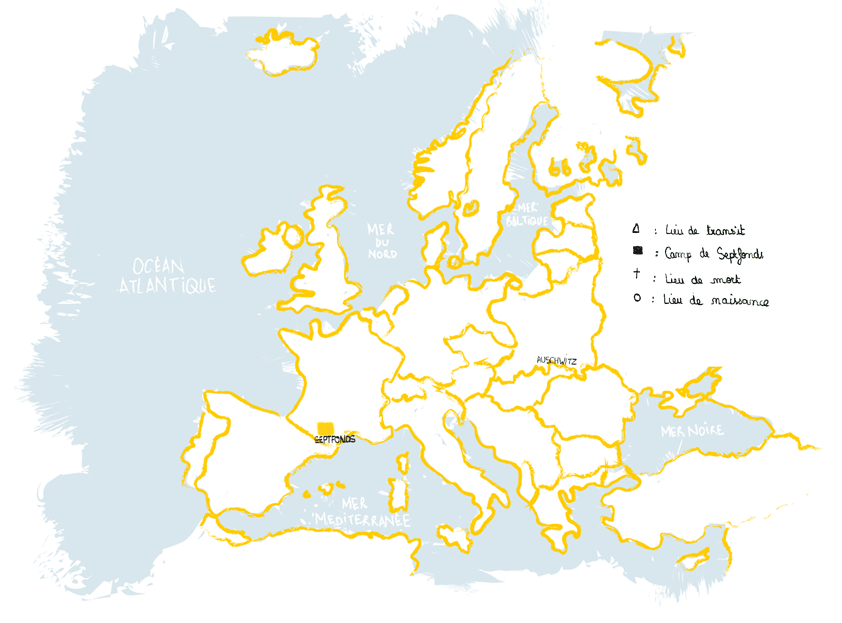 MER
BALTIQUE
: Lieu de transit
MER
DU
NORD
: Camp de Septfonds
OCÉAN
ATLANTIQUE
: Lieu de mort
: Lieu de naissance
AUSCHWITZ
MER NOIRE
SEPTFONDS
MER
MEDITERRANÉE